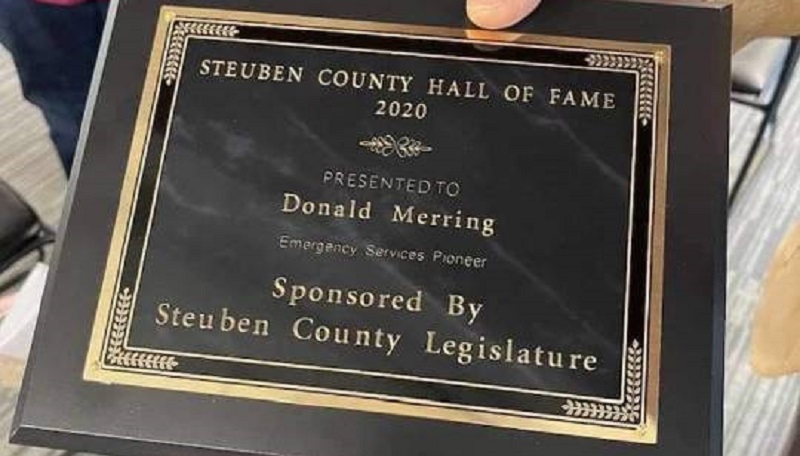 STEUBEN COUNTY HALL OF FAME
2020
PRESENTED TO
Donald Merring
Emergency Services Pioneer
Sponsored By
Steuben County Legislature